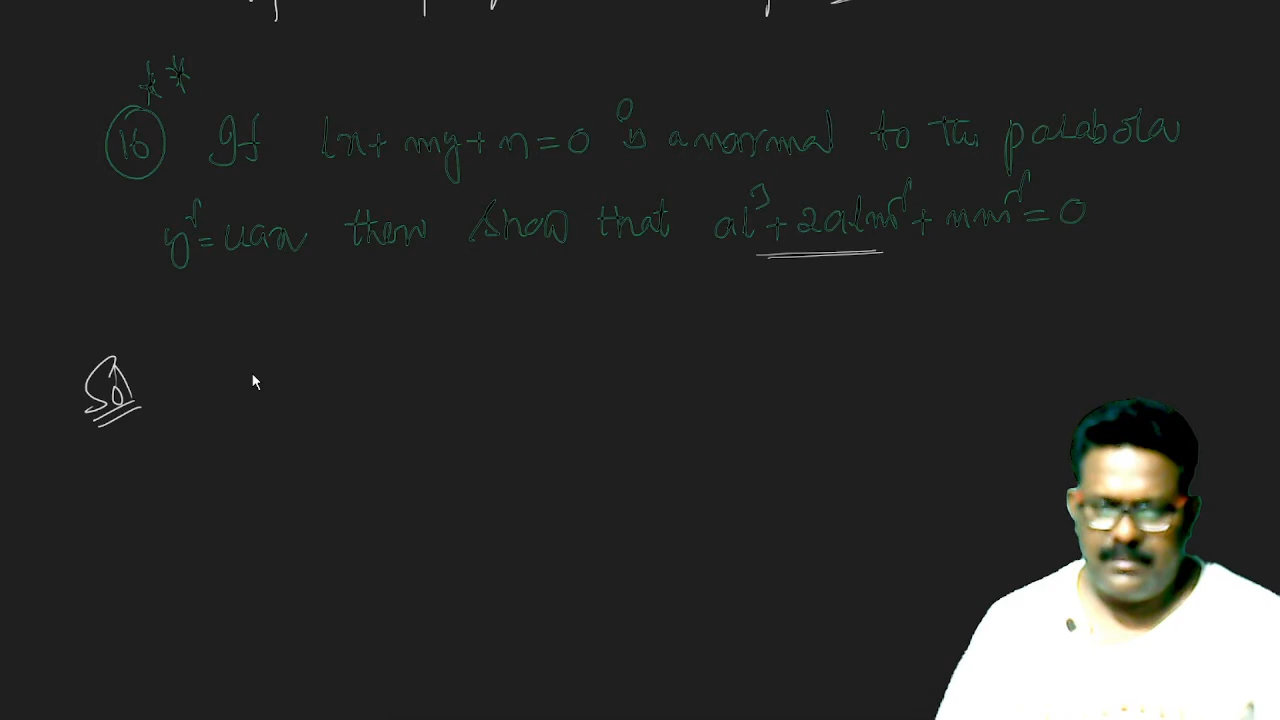 ** 
(16) If lx + my + n = 0 is a normal to the parabola
y² = 4ax then show that al³ + 2alm² + nm² = 0
Sol